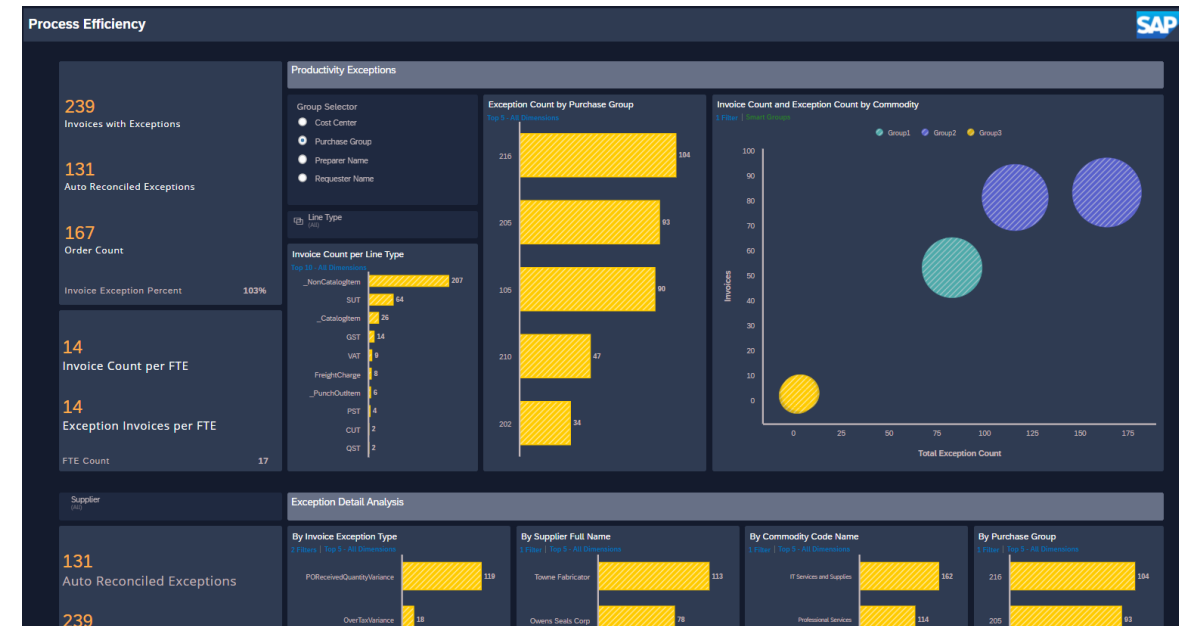 Process Efficiency
SAP
239
Invoices with Exceptions
131
Auto Reconciled Exceptions
167
Order Count
Invoice Exception Percent 103%
14
Invoice Count per FTE
14
Exception Invoices per FTE
FTE Count 17
Productivity Exceptions
Group Selector
Cost Center
Purchase Group
Preparer Name
Requester Name
Line Type
(All)
Invoice Count per Line Type
Top 10 - All Dimensions
_NonCatalogItem 207
SUT 64
_CatalogItem 26
GST 14
VAT 9
FreightCharge 8
_PunchOutItem 6
PST 4
CUT 2
QST 2
Exception Count by Purchase Group
Top 5 - All Dimensions
216 104
205 93
105 90
210 47
202 34
Invoice Count and Exception Count by Commodity
1 Filter | Smart Groups
Group1 Group2 Group3
100
90
80
70
60
50
40
30
20
10
0
Invoices
0 25 50 75 100 125 150 175
Total Exception Count
Supplier
(All)
131
Auto Reconciled Exceptions
239
Exception Detail Analysis
By Invoice Exception Type
2 Filters | Top 5 - All Dimensions
POReceivedQuantityVariance 119
OverTaxVariance 18
By Supplier Full Name
1 Filter | Top 5 - All Dimensions
Towne Fabricator 113
Owens Seals Corp 78
By Commodity Code Name
1 Filter | Top 5 - All Dimensions
IT Services and Supplies 162
Professional Services 114
By Purchase Group
1 Filter | Top 5 - All Dimensions
216 104
205 93